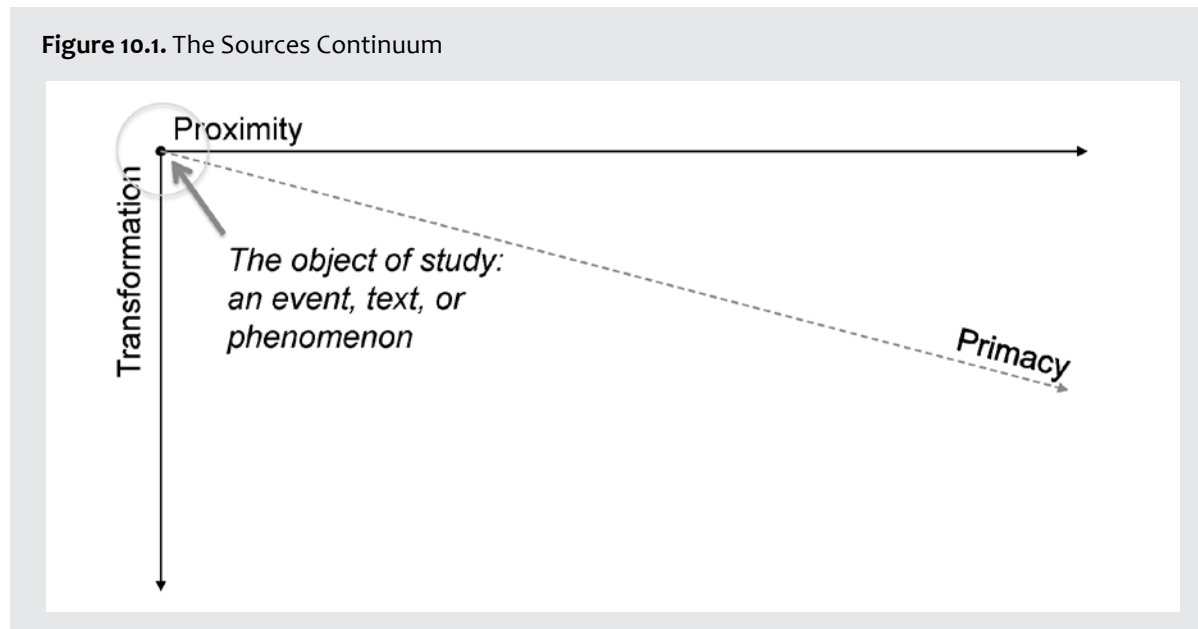 Figure 10.1. The Sources Continuum
Proximity
Transformation
The object of study:
an event, text, or
phenomenon
Primacy